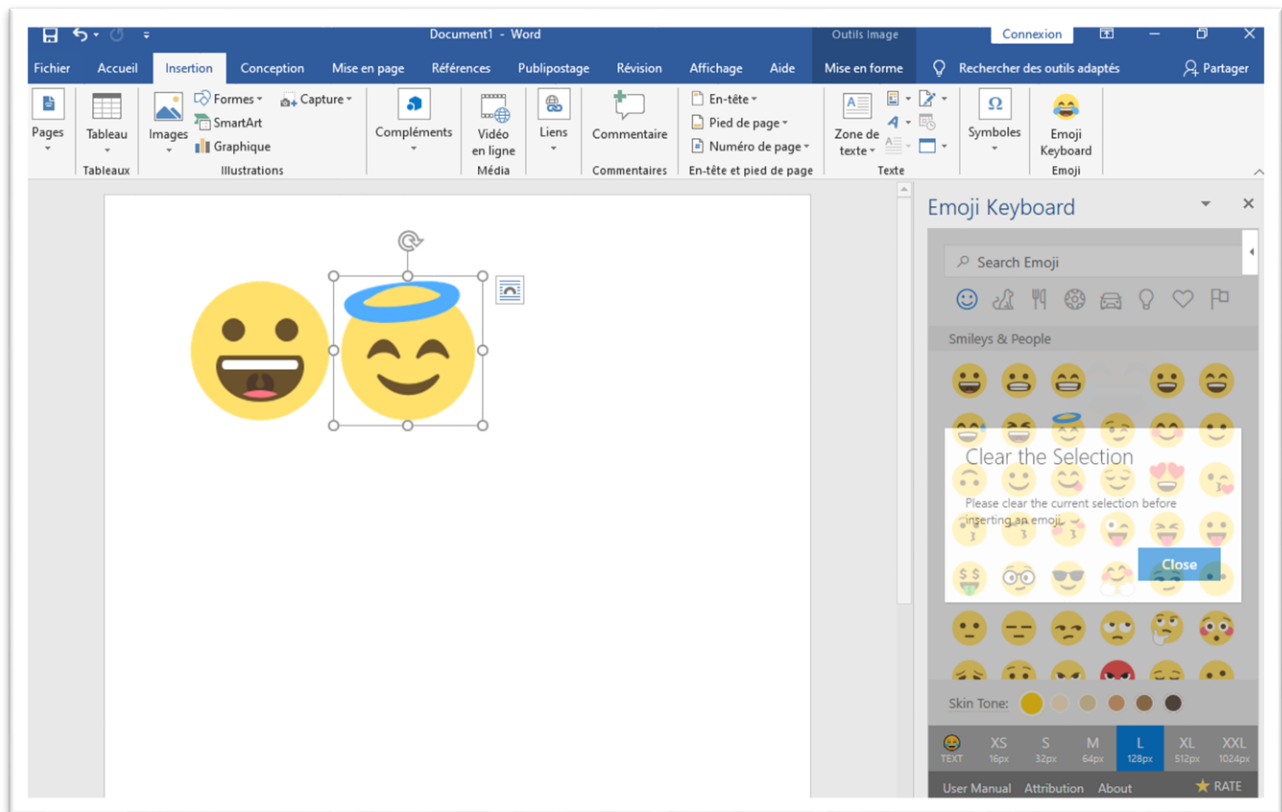 Document1 - Word
Outils Image
Connexion
Fichier Accueil Insertion Conception Mise en page Références Publipostage Révision Affichage Aide Mise en forme Rechercher des outils adaptés Partager
Pages
Tableau
Tableaux
Images
Formes
Capture
SmartArt
Graphique
Illustrations
Compléments
Vidéo
en ligne
Média
Liens
Commentaire
Commentaires
En-tête
Pied de page
Numéro de page
En-tête et pied de page
Zone de
texte
Texte
Symboles
Emoji
Keyboard
Emoji
Emoji Keyboard
Search Emoji
Smileys & People
Clear the Selection
Please clear the current selection before
inserting an emoji.
Close
Skin Tone:
TEXT
XS
16px
S
32px
M
64px
L
128px
XL
512px
XXL
1024px
User Manual Attribution About RATE